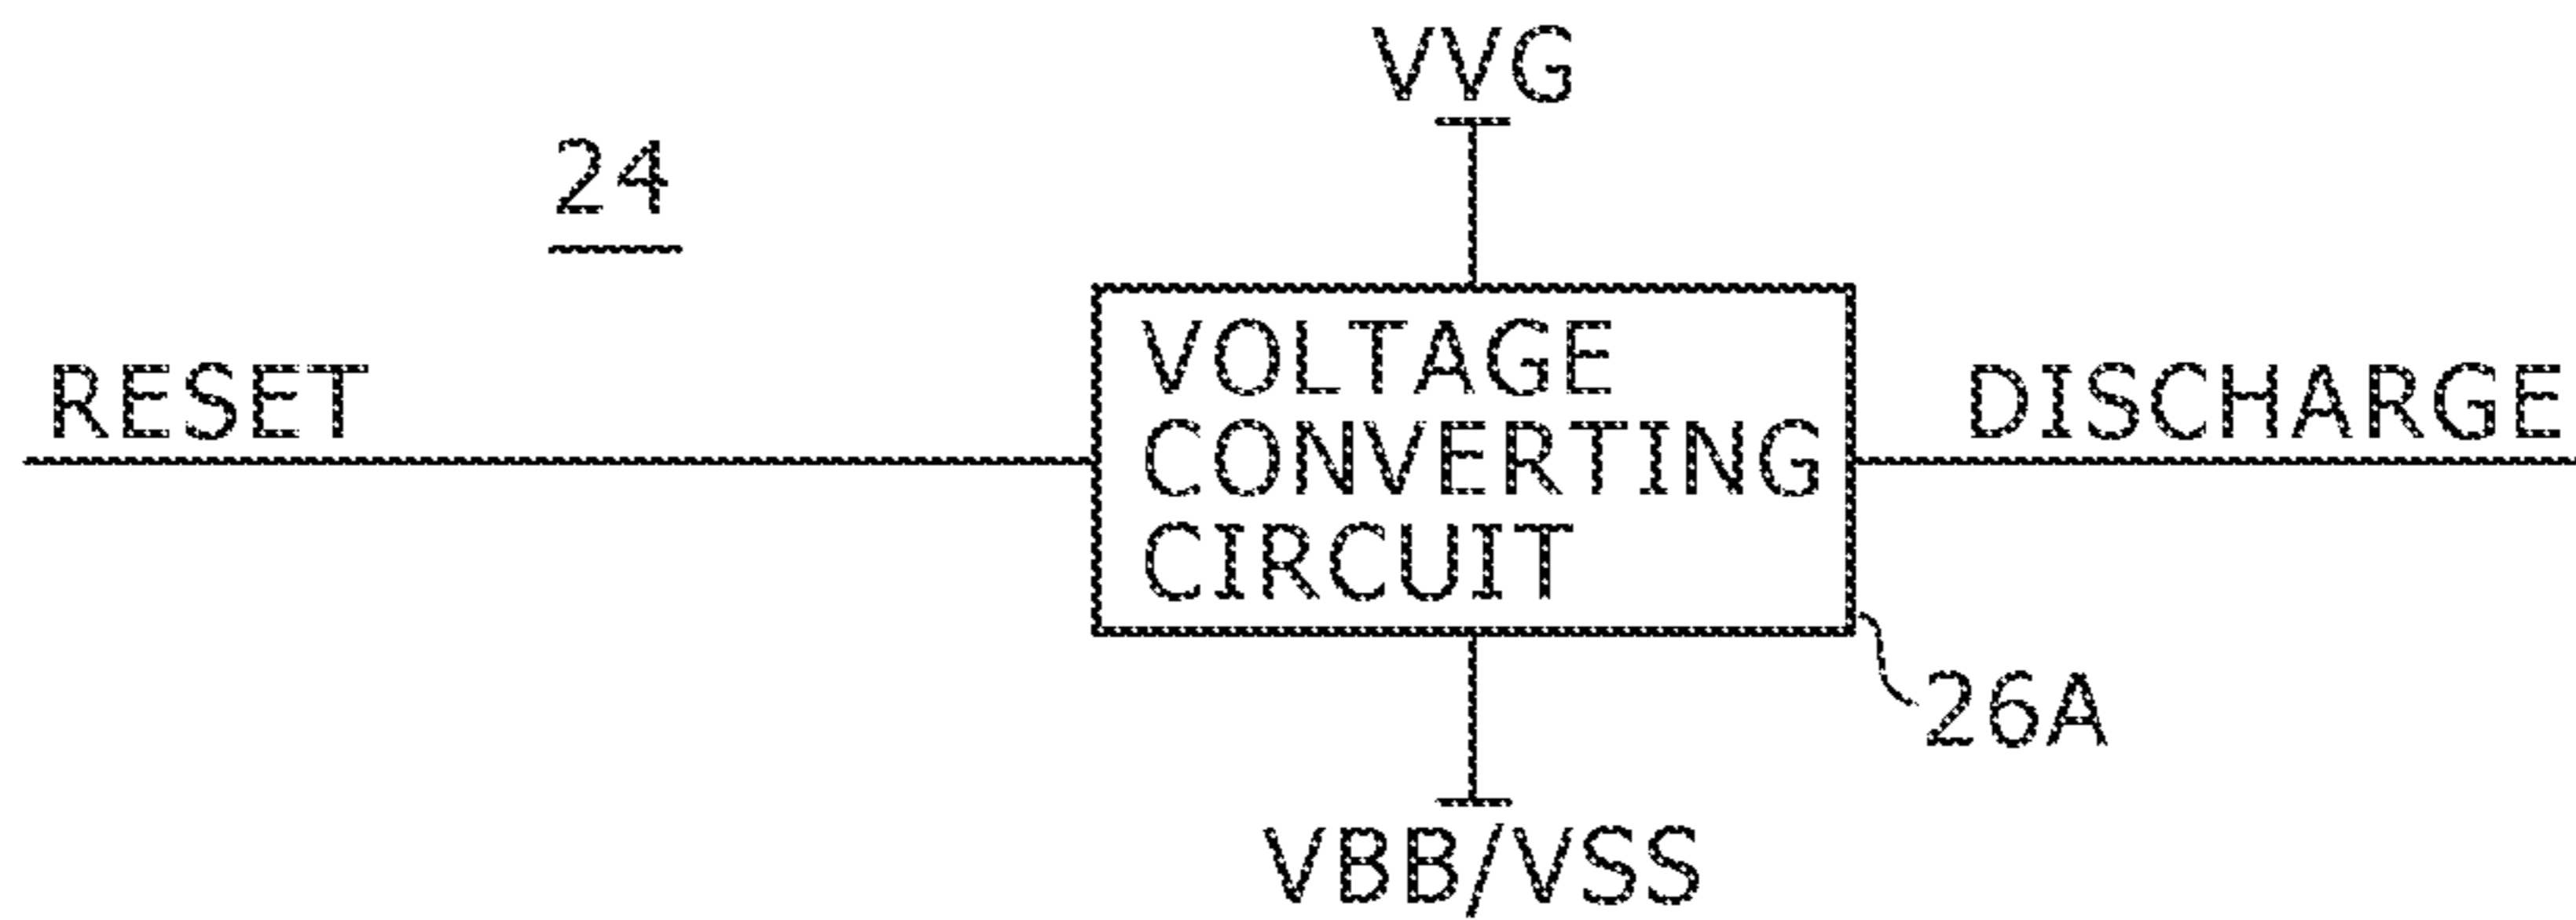 VVG
24
RESET
VOLTAGE
CONVERTING
CIRCUIT
DISCHARGE
26A
VBB/VSS